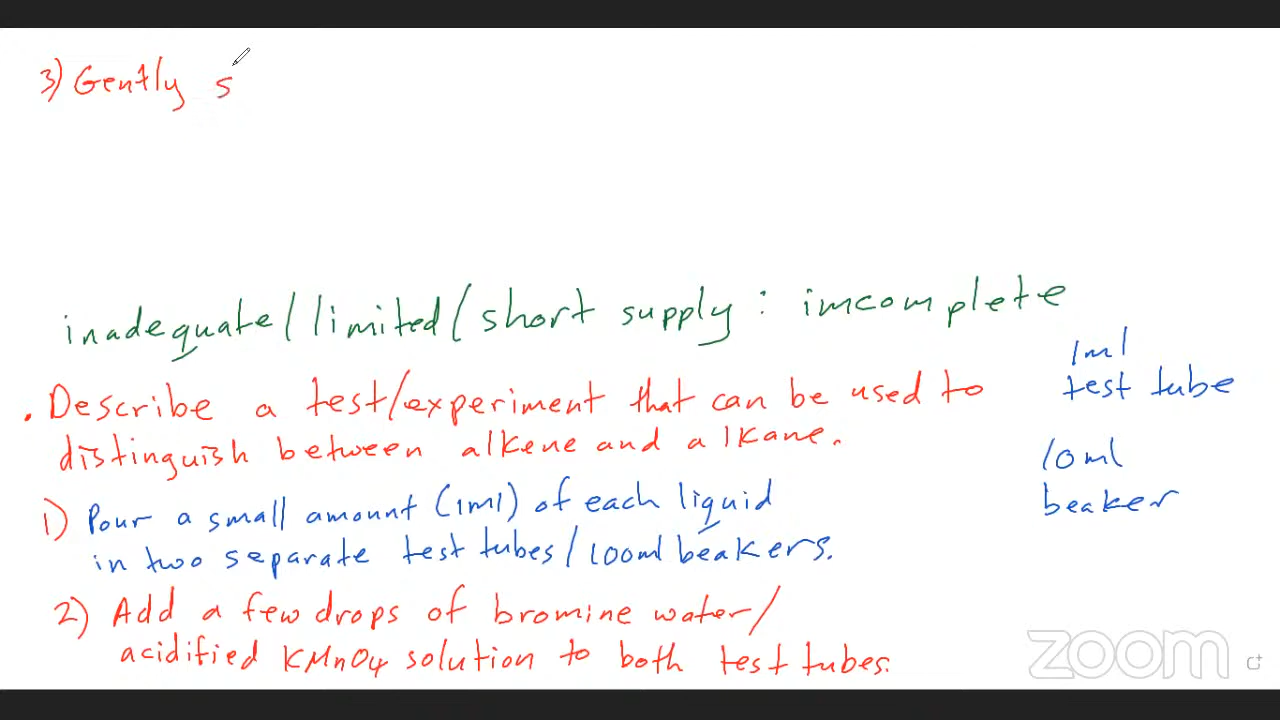 3) Gently s
inadequate/limited/short supply: imcomplete
1ml
test tube
. Describe a test/experiment that can be used to
distinguish between alkene and alkane.
10ml
beaker
1) Pour a small amount (1ml) of each liquid
in two separate test tubes/100ml beakers.
2) Add a few drops of bromine water/
acidified KMnO4 solution to both test tubes.
zoom